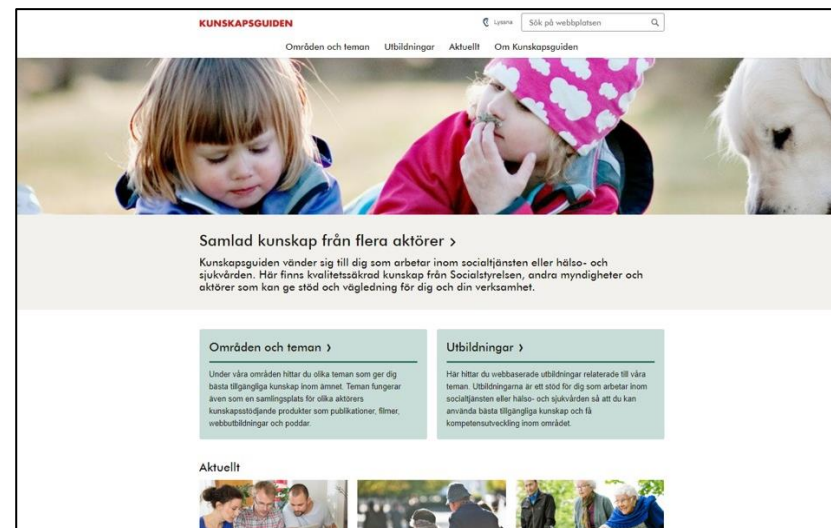 KUNSKAPSGUIDEN
Lyssna
Sök på webbplatsen
Områden och teman Utbildningar Aktuellt Om Kunskapsguiden
Samlad kunskap från flera aktörer >
Kunskapsguiden vänder sig till dig som arbetar inom socialtjänsten eller hälso- och
sjukvården. Här finns kvalitetssäkrad kunskap från Socialstyrelsen, andra myndigheter och
aktörer som kan ge stöd och vägledning för dig och din verksamhet.
Områden och teman >
Under våra områden hittar du olika teman som ger dig
bästa tillgängliga kunskap inom ämnet. Teman fungerar
även som en samlingsplats för olika aktörers
kunskapsstödjande produkter som publikationer, filmer,
webbutbildningar och poddar.
Utbildningar >
Här hittar du webbaserade utbildningar relaterade till våra
teman. Utbildningarna är ett stöd för dig som arbetar inom
socialtjänsten eller hälso- och sjukvården så att du kan
använda bästa tillgängliga kunskap och få
kompetensutveckling inom området.
Aktuellt